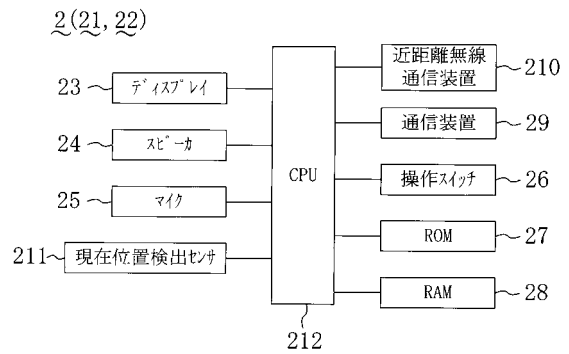 2(21, 22)
23 ディスプレイ
24 スピーカ
25 マイク
211 現在位置検出センサ
CPU
212
近距離無線
通信装置 210
通信装置 29
操作スイッチ 26
ROM 27
RAM 28